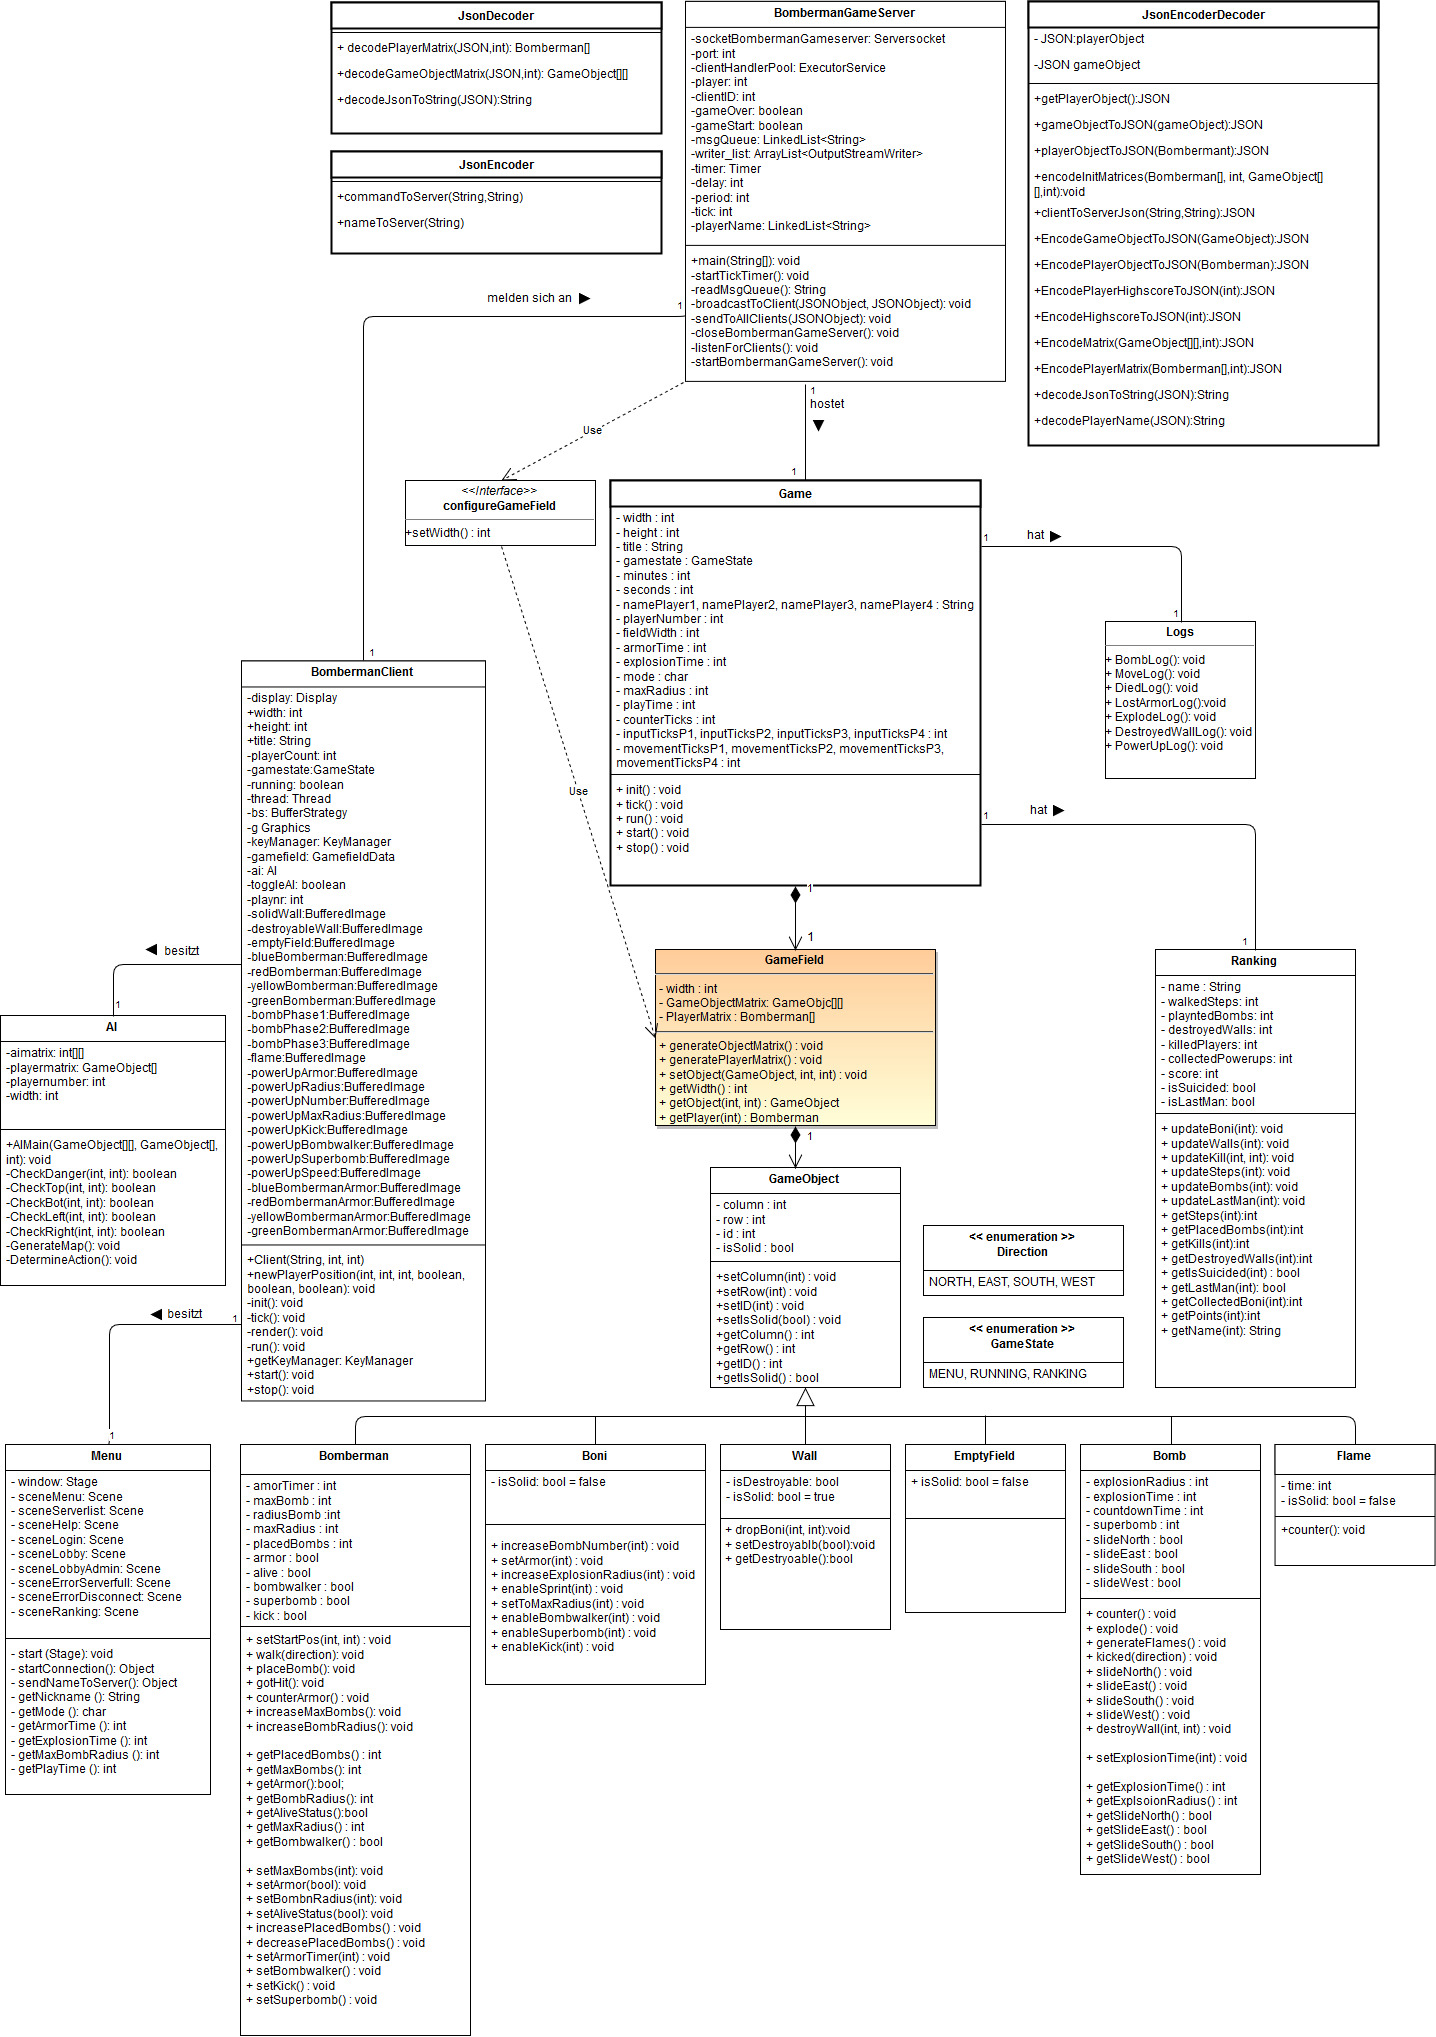 JsonDecoder
+ decodePlayerMatrix(JSON,int): Bomberman[]
+decodeGameObjectMatrix(JSON,int): GameObject[][]
+decodeJsonToString(JSON):String
JsonEncoder
+commandToServer(String,String)
+nameToServer(String)
BombermanGameServer
-socketBombermanGameserver: Serversocket
-port: int
-clientHandlerPool: ExecutorService
-player: int
-clientID: int
-gameOver: boolean
-gameStart: boolean
-msgQueue: LinkedList<String>
-writer_list: ArrayList<OutputStreamWriter>
-timer: Timer
-delay: int
-period: int
-tick: int
-playerName: LinkedList<String>
+main(String[]): void
-startTickTimer(): void
-readMsgQueue(): String
-broadcastToClient(JSONObject, JSONObject): void
-sendToAllClients(JSONObject): void
-closeBombermanGameServer(): void
-listenForClients(): void
-startBombermanGameServer(): void
JsonEncoderDecoder
- JSON:playerObject
-JSON gameObject
+getPlayerObject():JSON
+gameObjectToJSON(gameObject):JSON
+playerObjectToJSON(Bombermant):JSON
+encodeInitMatrices(Bomberman[], int, GameObject[]
[],int):void
+clientToServerJson(String,String):JSON
+EncodeGameObjectToJSON(GameObject):JSON
+EncodePlayerObjectToJSON(Bomberman):JSON
+EncodePlayerHighscoreToJSON(int):JSON
+EncodeHighscoreToJSON(int):JSON
+EncodeMatrix(GameObject[][],int):JSON
+EncodePlayerMatrix(Bomberman[],int):JSON
+decodeJsonToString(JSON):String
+decodePlayerName(JSON):String
melden sich an
1
1
hostet
Use
1
<<Interface>>
configureGameField
+setWidth() : int
Game
- width : int
- height : int
- title : String
- gamestate : GameState
- minutes : int
- seconds : int
- namePlayer1, namePlayer2, namePlayer3, namePlayer4 : String
- playerNumber : int
- fieldWidth : int
- armorTime : int
- explosionTime : int
- mode : char
- maxRadius : int
- playTime : int
- counterTicks : int
- inputTicksP1, inputTicksP2, inputTicksP3, inputTicksP4 : int
- movementTicksP1, movementTicksP2, movementTicksP3,
movementTicksP4 : int
+ init() : void
+ tick() : void
+ run() : void
+ start() : void
+ stop() : void
1
hat
1
Logs
+ BombLog(): void
+ MoveLog(): void
+ DiedLog(): void
+ LostArmorLog():void
+ ExplodeLog(): void
+ DestroyedWallLog(): void
+ PowerUpLog(): void
1
hat
1
Use
1
BombermanClient
-display: Display
+width: int
+height: int
+title: String
-playerCount: int
-gamestate:GameState
-running: boolean
-thread: Thread
-bs: BufferStrategy
-g Graphics
-keyManager: KeyManager
-gamefield: GamefieldData
-ai: AI
-toggleAI: boolean
-playnr: int
-solidWall:BufferedImage
-destroyableWall:BufferedImage
-emptyField:BufferedImage
-blueBomberman:BufferedImage
-redBomberman:BufferedImage
-yellowBomberman:BufferedImage
-greenBomberman:BufferedImage
-bombPhase1:BufferedImage
-bombPhase2:BufferedImage
-bombPhase3:BufferedImage
-flame:BufferedImage
-powerUpArmor:BufferedImage
-powerUpRadius:BufferedImage
-powerUpNumber:BufferedImage
-powerUpMaxRadius:BufferedImage
-powerUpKick:BufferedImage
-powerUpBombwalker:BufferedImage
-powerUpSuperbomb:BufferedImage
-powerUpSpeed:BufferedImage
-blueBombermanArmor:BufferedImage
-redBombermanArmor:BufferedImage
-yellowBombermanArmor:BufferedImage
-greenBombermanArmor:BufferedImage
+Client(String, int, int)
+newPlayerPosition(int, int, int, boolean,
boolean, boolean): void
-init(): void
-tick(): void
-render(): void
-run(): void
+getKeyManager: KeyManager
+start(): void
+stop(): void
besitzt
1
AI
-aimatrix: int[][]
-playermatrix: GameObject[]
-playernumber: int
-width: int
+AIMain(GameObject[][], GameObject[],
int): void
-CheckDanger(int, int): boolean
-CheckTop(int, int): boolean
-CheckBot(int, int): boolean
-CheckLeft(int, int): boolean
-CheckRight(int, int): boolean
-GenerateMap(): void
-DetermineAction(): void
besitzt
1
1
1
1
GameField
- width : int
- GameObjectMatrix: GameObjc[][]
- PlayerMatrix : Bomberman[]
+ generateObjectMatrix() : void
+ generatePlayerMatrix() : void
+ setObject(GameObject, int, int) : void
+ getWidth() : int
+ getObject(int, int) : GameObject
+ getPlayer(int) : Bomberman
1
GameObject
- column : int
- row : int
- id : int
- isSolid : bool
+setColumn(int) : void
+setRow(int) : void
+setID(int) : void
+setIsSolid(bool) : void
+getColumn() : int
+getRow() : int
+getID() : int
+getIsSolid() : bool
<< enumeration >>
Direction
NORTH, EAST, SOUTH, WEST
<< enumeration >>
GameState
MENU, RUNNING, RANKING
Ranking
- name : String
- walkedSteps: int
- playntedBombs: int
- destroyedWalls: int
- killedPlayers: int
- collectedPowerups: int
- score: int
- isSuicided: bool
- isLastMan: bool
+ updateBoni(int): void
+ updateWalls(int): void
+ updateKill(int, int): void
+ updateSteps(int): void
+ updateBombs(int): void
+ updateLastMan(int): void
+ getSteps(int):int
+ getPlacedBombs(int):int
+ getKills(int):int
+ getDestroyedWalls(int):int
+ getIsSuicided(int) : bool
+ getLastMan(int): bool
+ getCollectedBoni(int):int
+ getPoints(int):int
+ getName(int): String
Menu
- window: Stage
- sceneMenu: Scene
- sceneServerlist: Scene
- sceneHelp: Scene
- sceneLogin: Scene
- sceneLobby: Scene
- sceneLobbyAdmin: Scene
- sceneErrorServerfull: Scene
- sceneErrorDisconnect: Scene
- sceneRanking: Scene
- start (Stage): void
- startConnection(): Object
- sendNameToServer(): Object
- getNickname (): String
- getMode (): char
- getArmorTime (): int
- getExplosionTime (): int
- getMaxBombRadius (): int
- getPlayTime (): int
Bomberman
- amorTimer : int
- maxBomb : int
- radiusBomb :int
- maxRadius : int
- placedBombs : int
- armor : bool
- alive : bool
- bombwalker : bool
- superbomb : bool
- kick : bool
+ setStartPos(int, int) : void
+ walk(direction): void
+ placeBomb(): void
+ gotHit(): void
+ counterArmor() : void
+ increaseMaxBombs() : void
+ increaseBombRadius(): void
+ getPlacedBombs() : int
+ getMaxBombs(): int
+ getArmor():bool;
+ getBombRadius(): int
+ getAliveStatus():bool
+ getMaxRadius() : int
+ getBombwalker() : bool
+ setMaxBombs(int): void
+ setArmor(bool): void
+ setBombnRadius(int): void
+ setAliveStatus(bool): void
+ increasePlacedBombs() : void
+ decreasePlacedBombs() : void
+ setArmorTimer(int) : void
+ setBombwalker() : void
+ setKick() : void
+ setSuperbomb() : void
Boni
- isSolid: bool = false
+ increaseBombNumber(int) : void
+ setArmor(int) : void
+ increaseExplosionRadius(int) : void
+ enableSprint(int) : void
+ setToMaxRadius(int) : void
+ enableBombwalker(int) : void
+ enableSuperbomb(int) : void
+ enableKick(int) : void
Wall
- isDestroyable: bool
- isSolid: bool = true
+ dropBoni(int, int):void
+ setDestroyablb(bool):void
+ getDestroyable():bool
EmptyField
+ isSolid: bool = false
Bomb
- explosionRadius : int
- explosionTime : int
- countdownTime : int
- superbomb : int
- slideNorth : bool
- slideEast : bool
- slideSouth : bool
- slideWest : bool
+ counter() : void
+ explode() : void
+ generateFlames() : void
+ kicked(direction) : void
+ slideNorth() : void
+ slideEast() : void
+ slideSouth() : void
+ slideWest() : void
+ destroyWall(int, int) : void
+ setExplosionTime(int) : void
+ getExplosionTime() : int
+ getExplsoionRadius() : int
+ getSlideNorth() : bool
+ getSlideEast() : bool
+ getSlideSouth() : bool
+ getSlideWest() : bool
Flame
- time: int
- isSolid: bool = false
+counter(): void